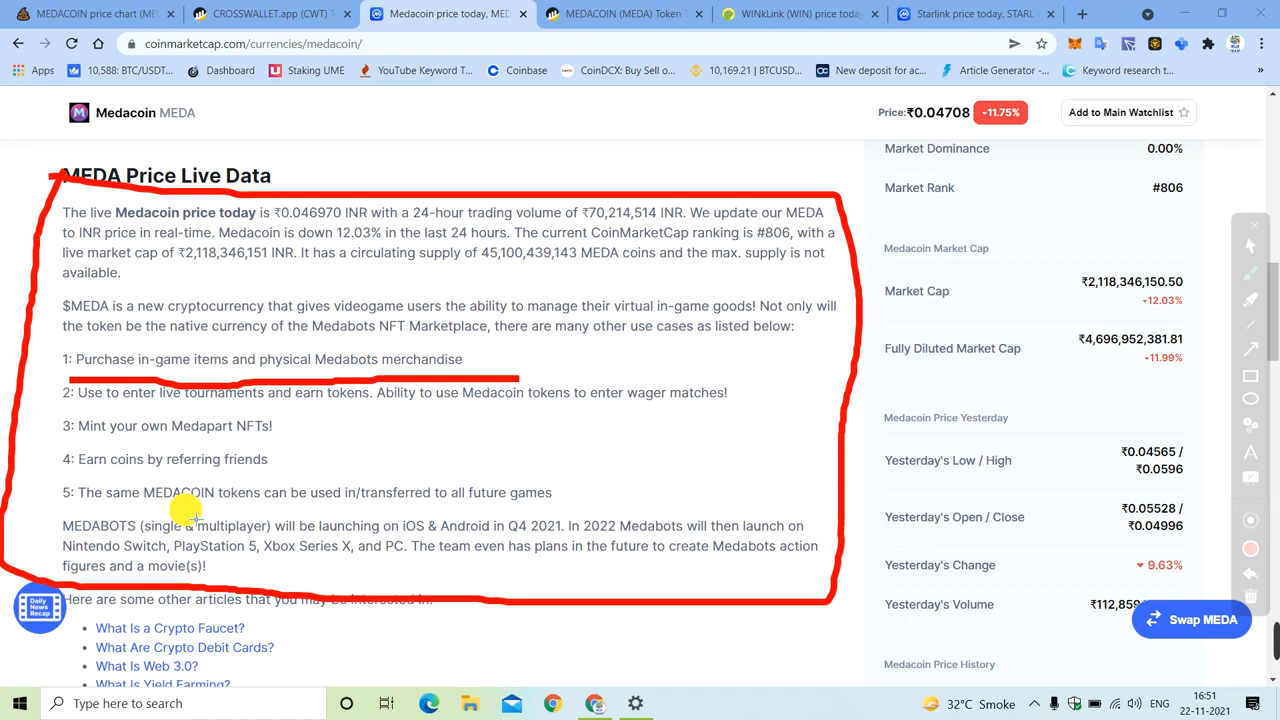 coin market chart (ME
CRASSWALLET.app (CWT) T
Medacoin price today, MED
MEDACOIN (MEDA) Token T
WINKLink (WIN) price toda
Starlink price today, STARL
coinmarketcap.com/currencies/medacoin/
Apps
10,588: BTC/USDT...
Dashboard
Staking UME
YouTube Keyword T...
Coinbase
CoinDCX: Buy Sell o...
10,169.21 | BTCUSD...
New deposit for ac...
Article Generator -...
Keyword research t...
»
Medacoin MEDA
Price: ₹0.04708
-11.75%
Add to Main Watchlist
MEDA Price Live Data
The live Medacoin price today is ₹0.046970 INR with a 24-hour trading volume of ₹70,214,514 INR. We update our MEDA
to INR price in real-time. Medacoin is down 12.03% in the last 24 hours. The current CoinMarketCap ranking is #806, with a
live market cap of ₹2,118,346,151 INR. It has a circulating supply of 45,100,439,143 MEDA coins and the max. supply is not
available.
$MEDA is a new cryptocurrency that gives videogame users the ability to manage their virtual in-game goods! Not only will
the token be the native currency of the Medabots NFT Marketplace, there are many other use cases as listed below:
1: Purchase in-game items and physical Medabots merchandise
2: Use to enter live tournaments and earn tokens. Ability to use Medacoin tokens to enter wager matches!
3: Mint your own Medapart NFTs!
4: Earn coins by referring friends
5: The same MEDACOIN tokens can be used in/transferred to all future games
MEDABOTS (single & multiplayer) will be launching on iOS & Android in Q4 2021. In 2022 Medabots will then launch on
Nintendo Switch, PlayStation 5, Xbox Series X, and PC. The team even has plans in the future to create Medabots action
figures and a movie(s)!
Here are some other articles that you may be interested in:
What Is a Crypto Faucet?
What Are Crypto Debit Cards?
What Is Web 3.0?
What Is Yield Farming?
Daily
News
Recap
Market Dominance
0.00%
Market Rank
#806
Medacoin Market Cap
Market Cap
₹2,118,346,150.50
12.03%
Fully Diluted Market Cap
₹4,696,952,381.81
11.99%
Medacoin Price Yesterday
Yesterday's Low / High
₹0.04565 /
₹0.0596
Yesterday's Open / Close
₹0.05528 /
₹0.04996
Yesterday's Change
9.63%
Yesterday's Volume
₹112,859
Swap MEDA
Medacoin Price History
Type here to search
32°C Smoke
ENG
16:51
22-11-2021